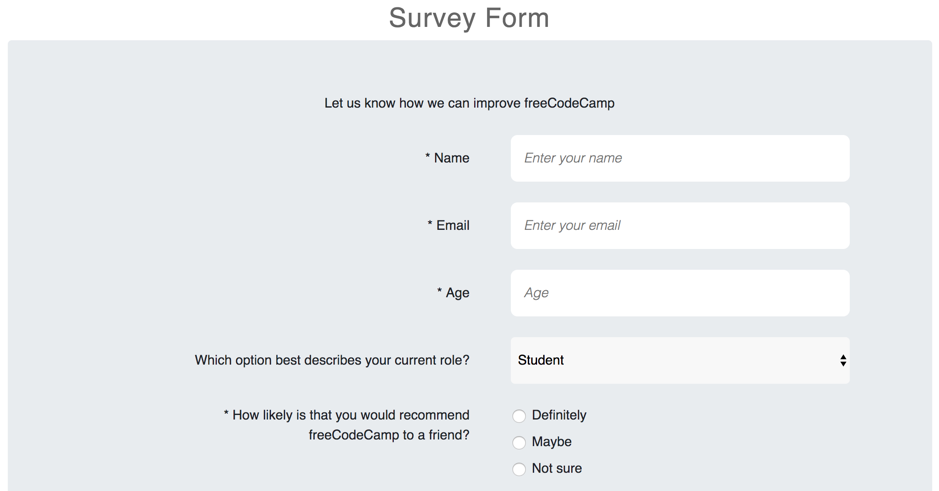 Survey Form
Let us know how we can improve freeCodeCamp
* Name
Enter your name
* Email
Enter your email
* Age
Age
Which option best describes your current role?
Student
* How likely is that you would recommend
freeCodeCamp to a friend?
Definitely
Maybe
Not sure